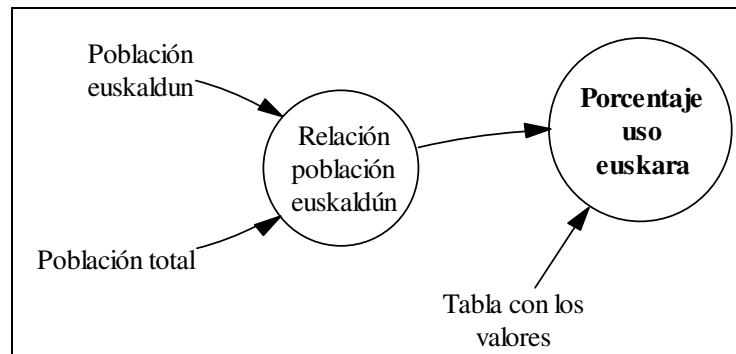 Población
euskaldun
Relación
población
euskaldún
Población total
Porcentaje
uso
euskara
Tabla con los
valores